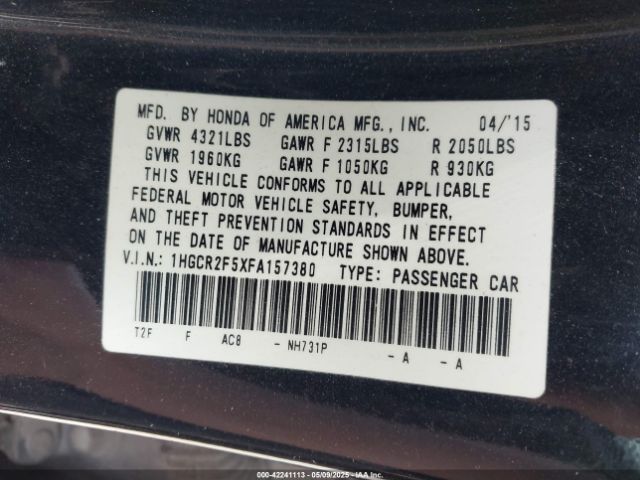 MFD. BY HONDA OF AMERICA MFG., INC. 04/'15
GVWR 4321LBS GAWR F 2315LBS R 2050LBS
GVWR 1960KG GAWR F 1050KG R 930KG
THIS VEHICLE CONFORMS TO ALL APPLICABLE
FEDERAL MOTOR VEHICLE SAFETY, BUMPER,
AND THEFT PREVENTION STANDARDS IN EFFECT
ON THE DATE OF MANUFACTURE SHOWN ABOVE.
V.I.N.: 1HGCR2F5XFA157380 TYPE: PASSENGER CAR
T2F F AC8 - NH731P - A - A
000-42241113 - 05/09/2025 - IAAI.COM